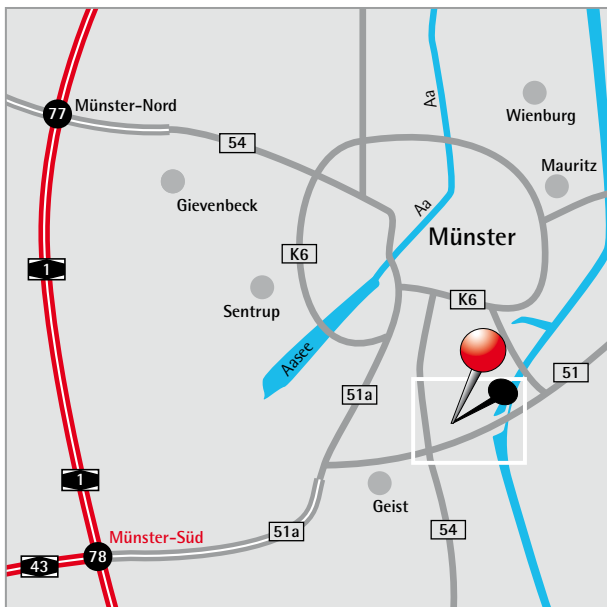 Aa
Wienburg
77
Münster-Nord
54
Mauritz
Gievenbeck
Aa
Münster
K6
1
Sentrup
K6
Aasee
51
51a
1
Geist
51a
54
Münster-Süd
78
43